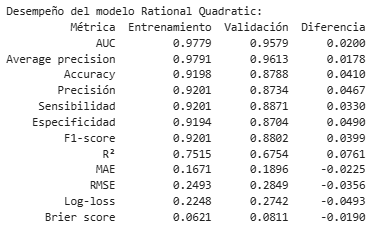 Desempeño del modelo Rational Quadratic:
Métrica Entrenamiento Validación Diferencia
AUC 0.9779 0.9579 0.0200
Average precision 0.9791 0.9613 0.0178
Accuracy 0.9198 0.8788 0.0410
Precisión 0.9201 0.8734 0.0467
Sensibilidad 0.9201 0.8871 0.0330
Especificidad 0.9194 0.8704 0.0490
F1-score 0.9201 0.8802 0.0399
R² 0.7515 0.6754 0.0761
MAE 0.1671 0.1896 -0.0225
RMSE 0.2493 0.2849 -0.0356
Log-loss 0.2248 0.2742 -0.0493
Brier score 0.0621 0.0811 -0.0190